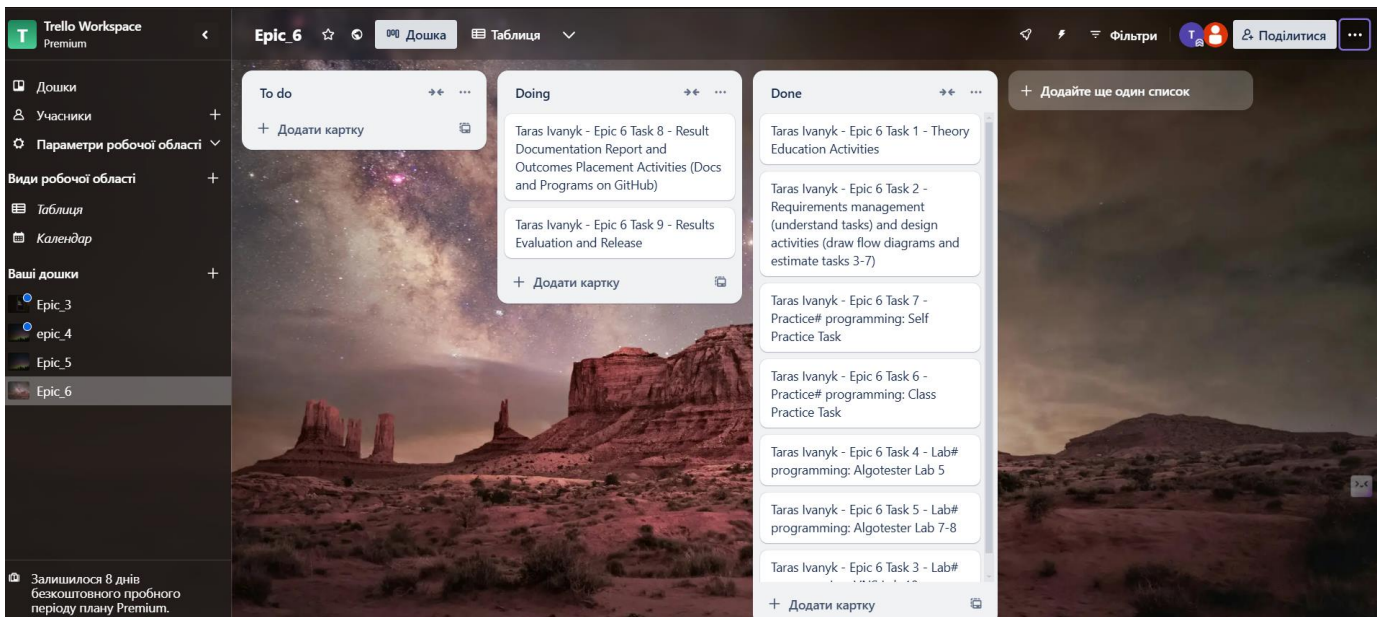 T
Trello Workspace
Premium
Дошки
Учасники
Параметри робочої області
Види робочої області
Таблиця
Календар
Ваші дошки
Epic_3
epic_4
Epic_5
Epic_6
Залишилося 8 днів
безкоштовного пробного
періоду плану Premium.
Epic_6
Дошка
Таблиця
Фільтри
T
Поділитися
To do
Додати картку
Doing
Taras Ivanyk - Epic 6 Task 8 - Result
Documentation Report and
Outcomes Placement Activities (Docs
and Programs on GitHub)
Taras Ivanyk - Epic 6 Task 9 - Results
Evaluation and Release
Додати картку
Done
Taras Ivanyk - Epic 6 Task 1 - Theory
Education Activities
Taras Ivanyk - Epic 6 Task 2 -
Requirements management
(understand tasks) and design
activities (draw flow diagrams and
estimate tasks 3-7)
Taras Ivanyk - Epic 6 Task 7 -
Practice# programming: Self
Practice Task
Taras Ivanyk - Epic 6 Task 6 -
Practice# programming: Class
Practice Task
Taras Ivanyk - Epic 6 Task 4 - Lab#
programming: Algotester Lab 5
Taras Ivanyk - Epic 6 Task 5 - Lab#
programming: Algotester Lab 7-8
Taras Ivanyk - Epic 6 Task 3 - Lab#
Додати картку
Додайте ще один список